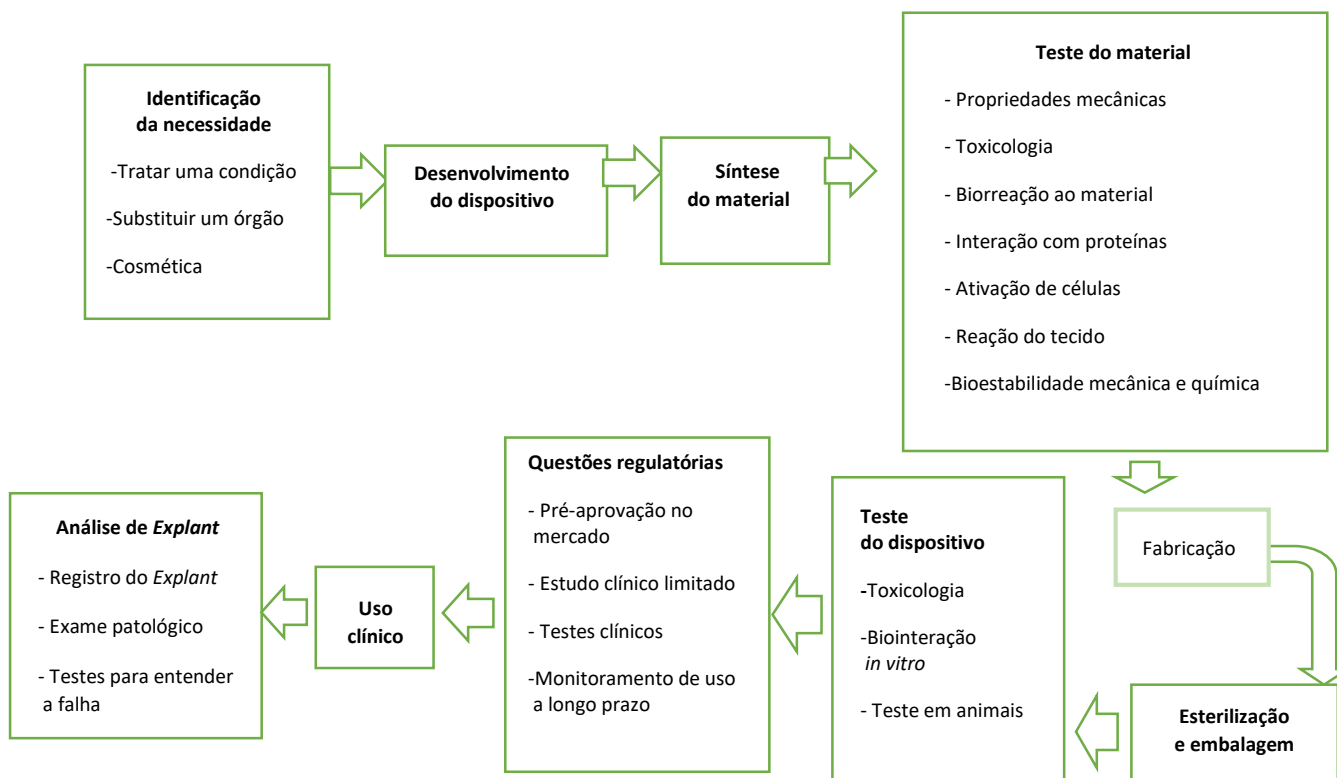 Identificação
da necessidade
-Tratar uma condição
-Substituir um órgão
-Cosmética
Desenvolvimento
do dispositivo
Síntese
do material
Teste do material
- Propriedades mecânicas
- Toxicologia
- Biorreação ao material
- Interação com proteínas
- Ativação de células
- Reação do tecido
-Bioestabilidade mecânica e química
Fabricação
Esterilização
e embalagem
Teste
do dispositivo
-Toxicologia
-Biointeração
in vitro
- Teste em animais
Questões regulatórias
- Pré-aprovação no
mercado
- Estudo clínico limitado
- Testes clínicos
-Monitoramento de uso
a longo prazo
Uso
clínico
Análise de Explant
- Registro do Explant
- Exame patológico
- Testes para entender
a falha